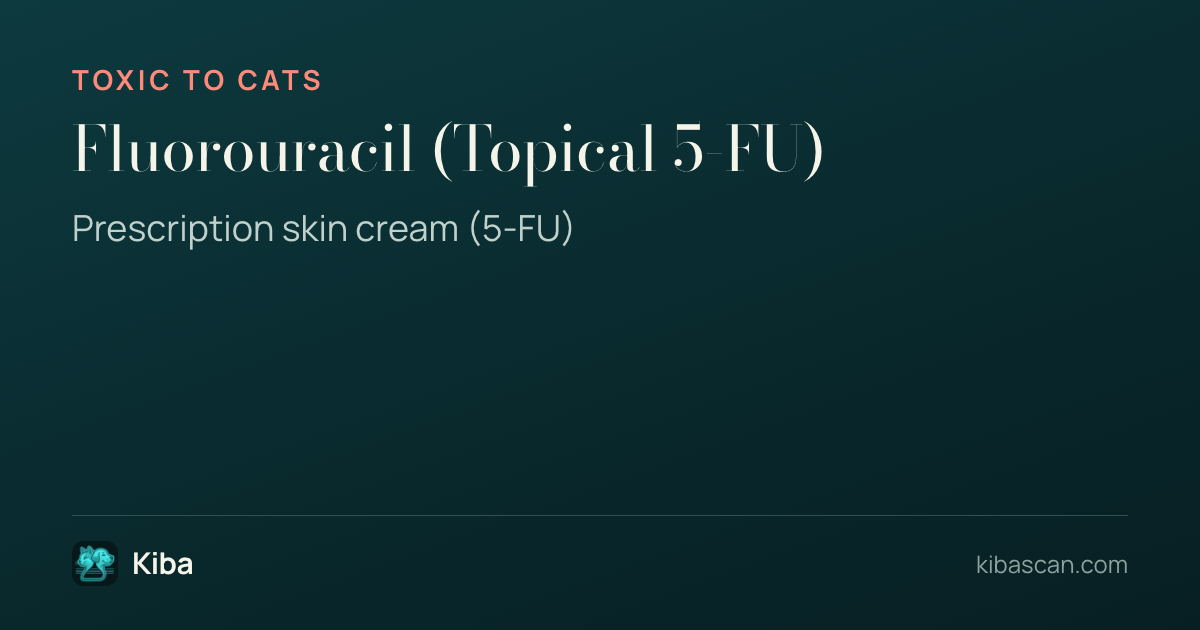 TOXIC TO CATS
Fluorouracil (Topical 5-FU)
Prescription skin cream (5-FU)
Kiba
kibascan.com